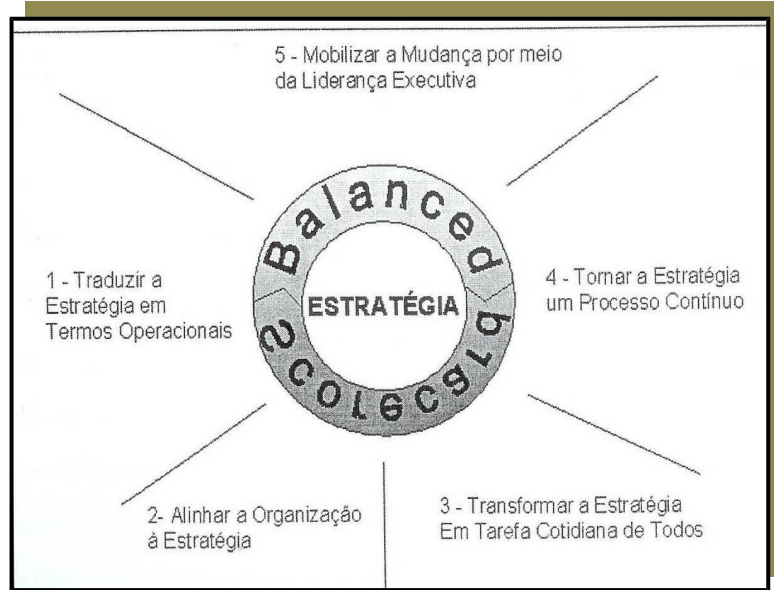 5 - Mobilizar a Mudança por meio
da Liderança Executiva
Balanced
ESTRATÉGIA
Scorecard
1 - Traduzir a
Estratégia em
Termos Operacionais
4 - Tornar a Estratégia
um Processo Contínuo
2- Alinhar a Organização
à Estratégia
3 - Transformar a Estratégia
Em Tarefa Cotidiana de Todos